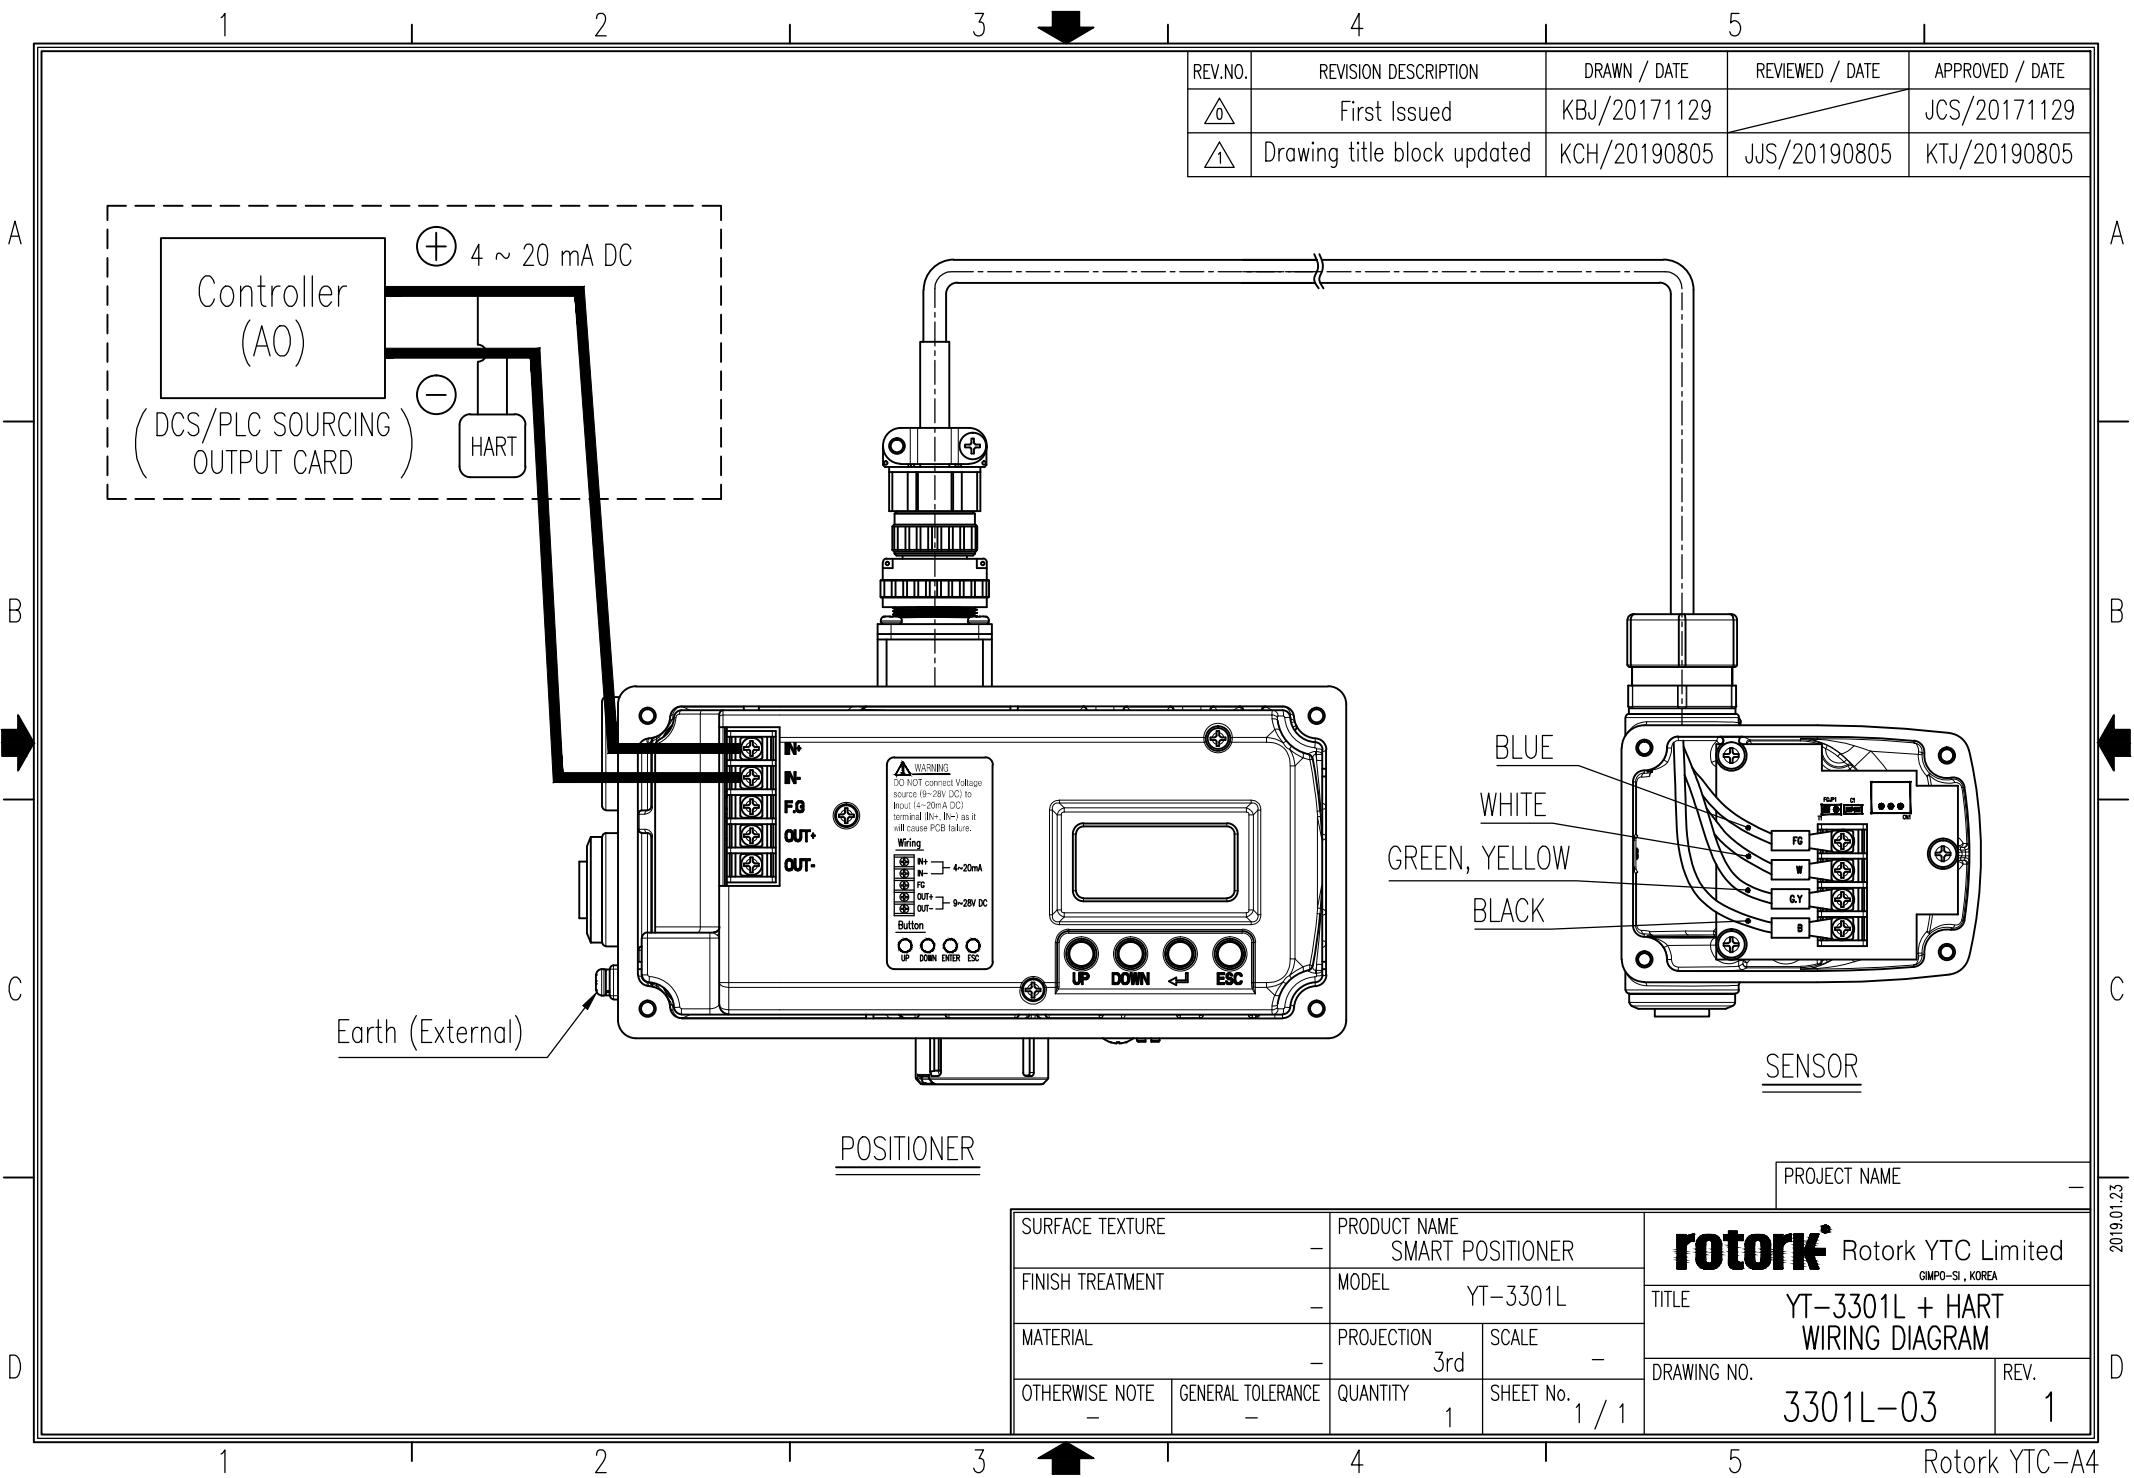 1 2 3 4 5
REV.NO. REVISION DESCRIPTION DRAWN / DATE REVIEWED / DATE APPROVED / DATE
0 First Issued KBJ/20171129 JCS/20171129
1 Drawing title block updated KCH/20190805 JJS/20190805 KTJ/20190805
A A
+ 4 ~ 20 mA DC
Controller
(AO)
−
(DCS/PLC SOURCING
OUTPUT CARD)
HART
B B
IN+
IN-
F.G
OUT+
OUT-
WARNING
DO NOT connect Voltage
source (9~28V DC) to
Input (4~20mA DC)
terminal (IN+, IN-) as it
will cause PCB failure.
Wiring
IN+
IN-
4~20mA
FG
OUT+
OUT-
9~28V DC
Button
UP DOWN ENTER ESC
UP DOWN ESC
BLUE
WHITE
GREEN, YELLOW
BLACK
FG
W
G.Y
B
C1
C C
Earth (External)
SENSOR
POSITIONER
PROJECT NAME
–
2019.01.23
SURFACE TEXTURE
–
PRODUCT NAME
SMART POSITIONER
rotork Rotork YTC Limited
GIMPO-SI , KOREA
FINISH TREATMENT
–
MODEL
YT-3301L
TITLE
YT-3301L + HART
WIRING DIAGRAM
MATERIAL
–
PROJECTION
3rd
SCALE
–
D D
DRAWING NO.
3301L-03
REV.
1
OTHERWISE NOTE
–
GENERAL TOLERANCE
–
QUANTITY
1
SHEET No.
1 / 1
1 2 3 4 5
Rotork YTC-A4